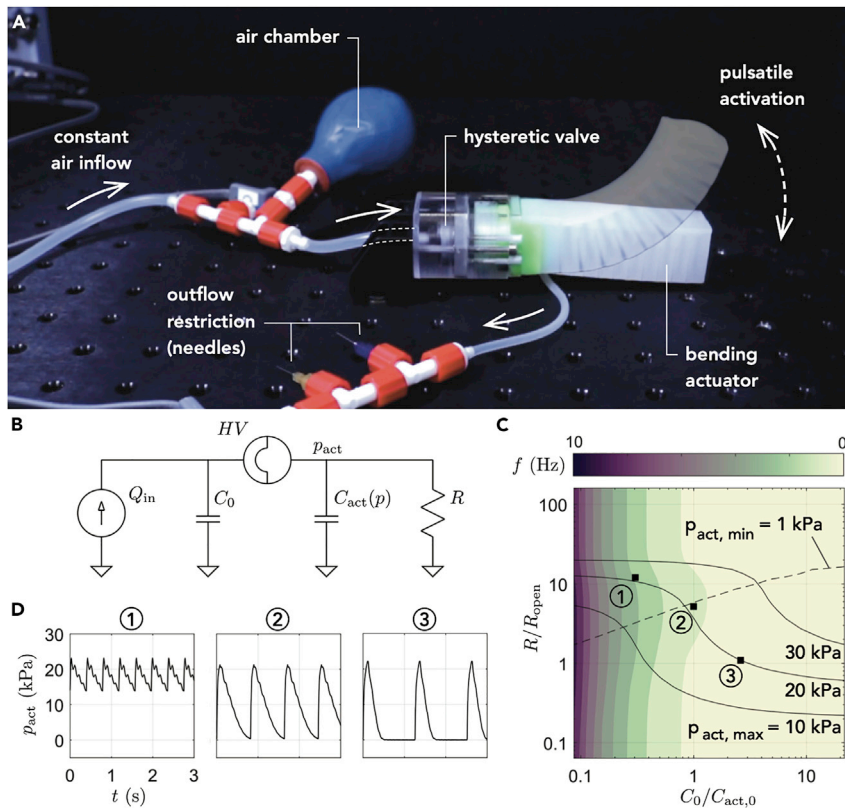 A
air chamber
pulsatile
activation
constant
air inflow
hysteretic valve
outflow
restriction
(needles)
bending
actuator
B
HV
p_act
Q_in
C_0
C_act(p)
R
C
10
0
f (Hz)
100
10
1
0.1
R/R_open
p_act, min = 1 kPa
1
2
3
30 kPa
20 kPa
p_act, max = 10 kPa
0.1
1
10
C_0/C_act,0
D
1
2
3
30
20
10
0
p_act (kPa)
0
1
2
3
t (s)